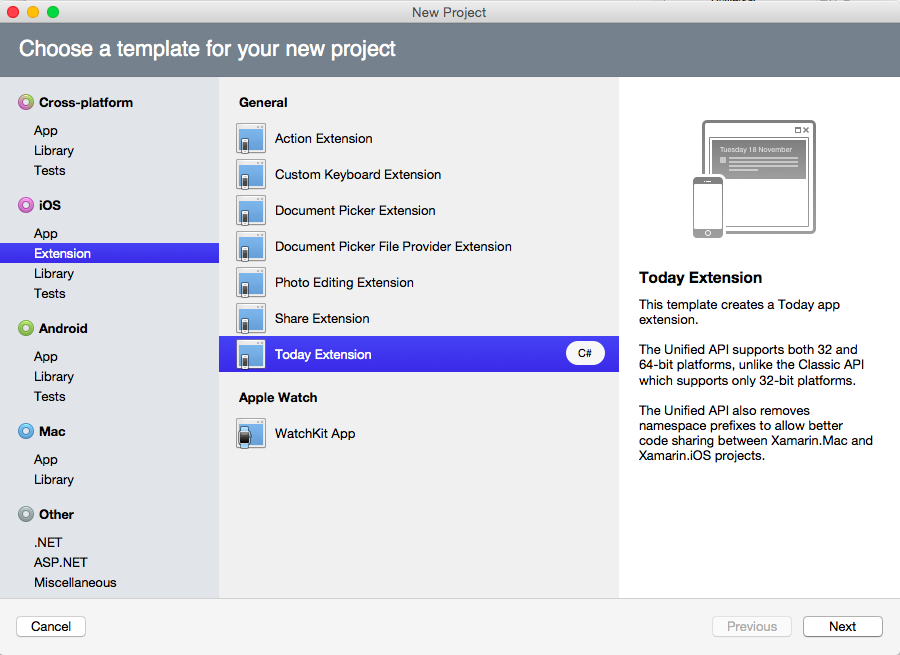 New Project
Choose a template for your new project
Cross-platform
App
Library
Tests
iOS
App
Extension
Library
Tests
Android
App
Library
Tests
Mac
App
Library
Other
.NET
ASP.NET
Miscellaneous
General
Action Extension
Custom Keyboard Extension
Document Picker Extension
Document Picker File Provider Extension
Photo Editing Extension
Share Extension
Today Extension
C#
Apple Watch
WatchKit App
Tuesday 18 November
Today Extension
This template creates a Today app
extension.
The Unified API supports both 32 and
64-bit platforms, unlike the Classic API
which supports only 32-bit platforms.
The Unified API also removes
namespace prefixes to allow better
code sharing between Xamarin.Mac and
Xamarin.iOS projects.
Cancel
Previous
Next